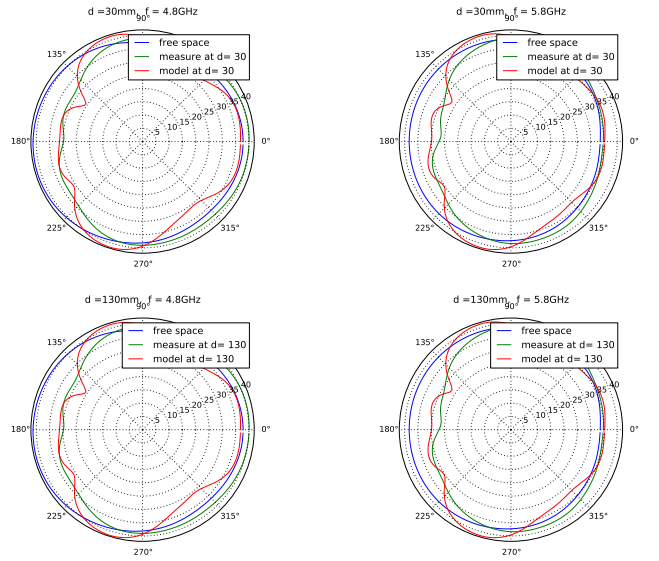 d =30mm, f = 4.8GHz
90°
free space
measure at d= 30
model at d= 30
135°
180°
225°
270°
315°
0°
5 10 15 20 25 30 35 40
d =30mm, f = 5.8GHz
90°
free space
measure at d= 30
model at d= 30
135°
180°
225°
270°
315°
0°
5 10 15 20 25 30 35 40
d =130mm, f = 4.8GHz
90°
free space
measure at d= 130
model at d= 130
135°
180°
225°
270°
315°
0°
5 10 15 20 25 30 35 40
d =130mm, f = 5.8GHz
90°
free space
measure at d= 130
model at d= 130
135°
180°
225°
270°
315°
0°
5 10 15 20 25 30 35 40